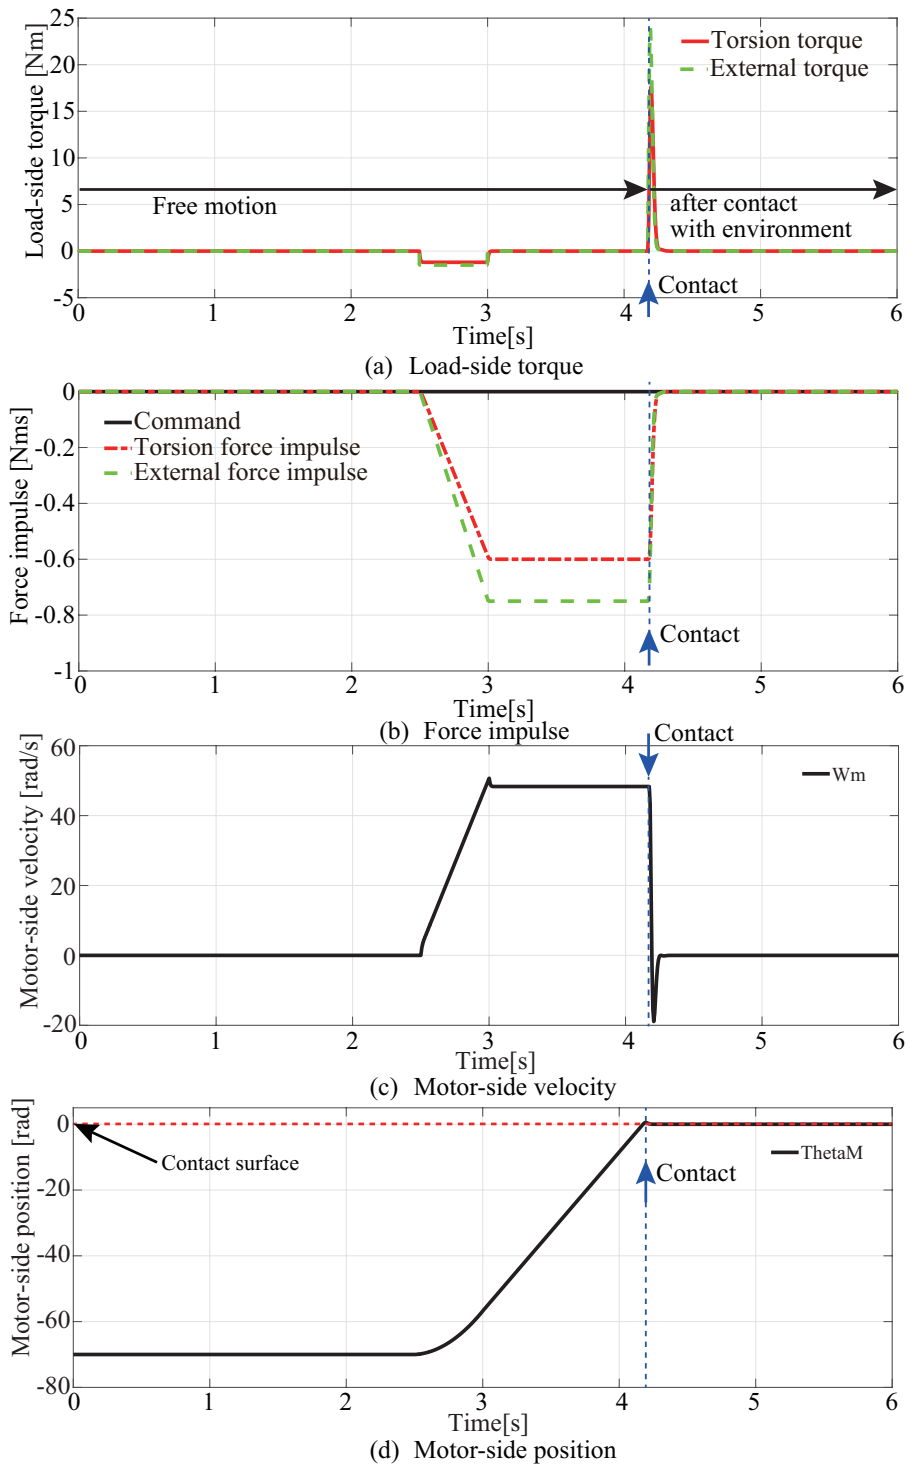 Load-side torque [Nm]
25
20
15
10
5
0
-5
Torsion torque
External torque
Free motion
after contact
with environment
Contact
0 1 2 3 4 5 6
Time[s]
(a) Load-side torque
Force impulse [Nms]
0
-0.2
-0.4
-0.6
-0.8
-1
Command
Torsion force impulse
External force impulse
Contact
0 1 2 3 4 5 6
Time[s]
(b) Force impulse
Contact
Motor-side velocity [rad/s]
60
40
20
0
-20
Wm
0 1 2 3 4 5 6
Time[s]
(c) Motor-side velocity
Motor-side position [rad]
0
-20
-40
-60
-80
Contact surface
ThetaM
Contact
0 1 2 3 4 5 6
Time[s]
(d) Motor-side position